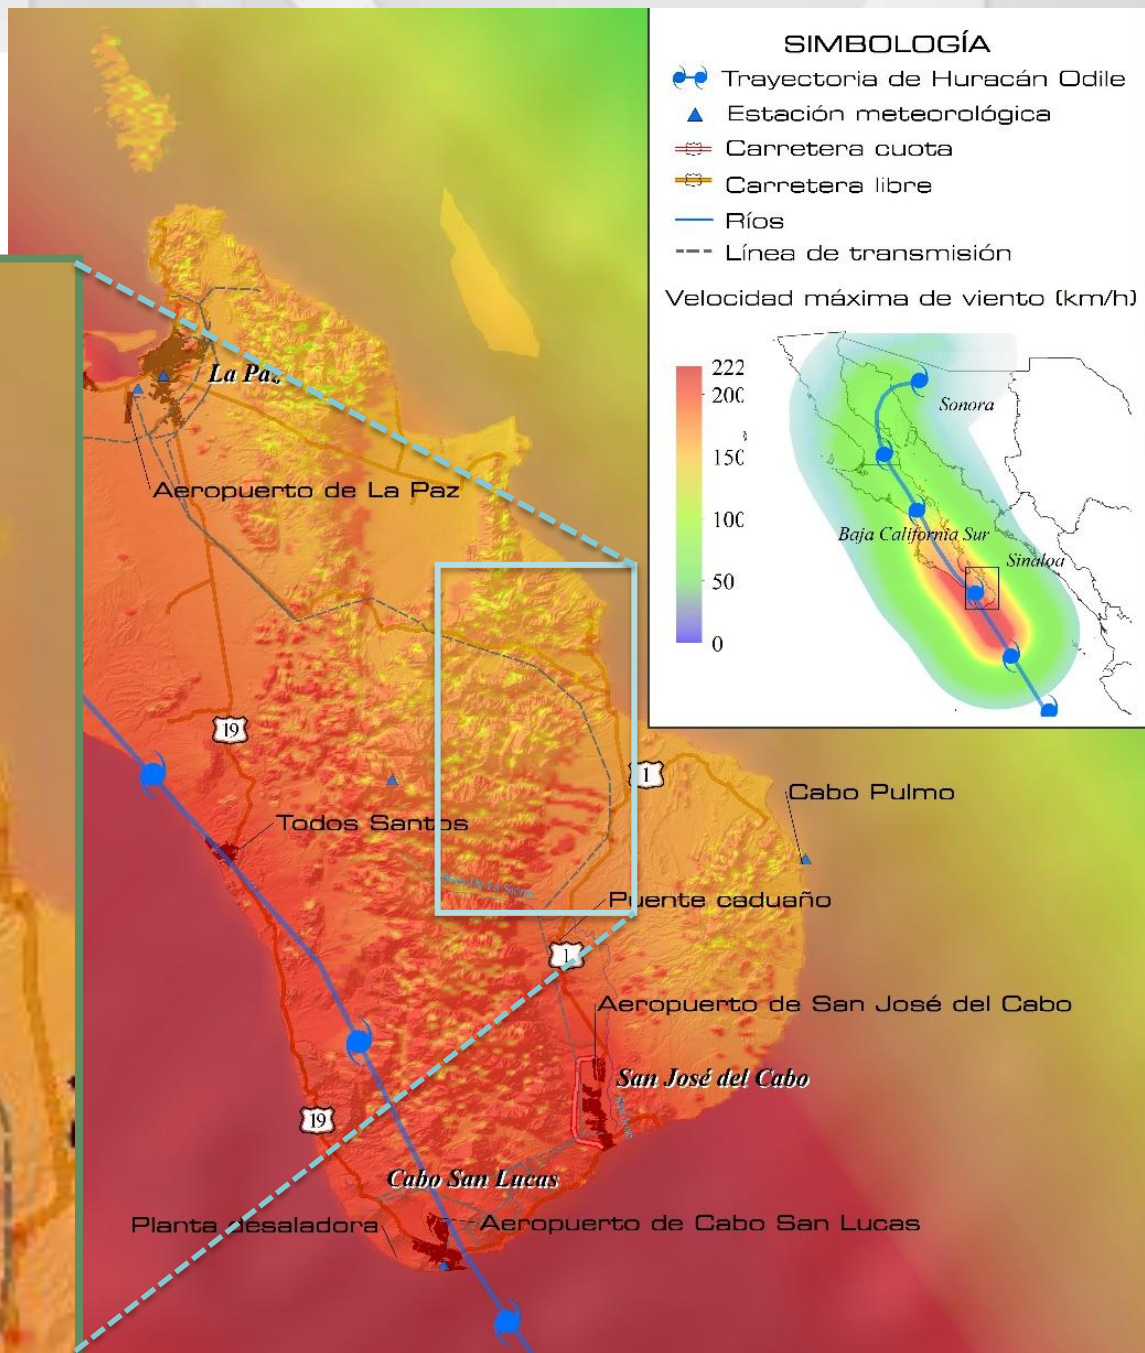 SIMBOLOGÍA
Trayectoria de Huracán Odile
Estación meteorológica
Carretera cuota
Carretera libre
Ríos
Línea de transmisión
Velocidad máxima de viento (km/h)
222
200
150
100
50
0
Sonora
Baja California Sur
Sinaloa
La Paz
Aeropuerto de La Paz
19
1
Cabo Pulmo
Todos Santos
Puente caduaño
1
Aeropuerto de San José del Cabo
San José del Cabo
San José
19
Cabo San Lucas
Planta desaladora
Aeropuerto de Cabo San Lucas